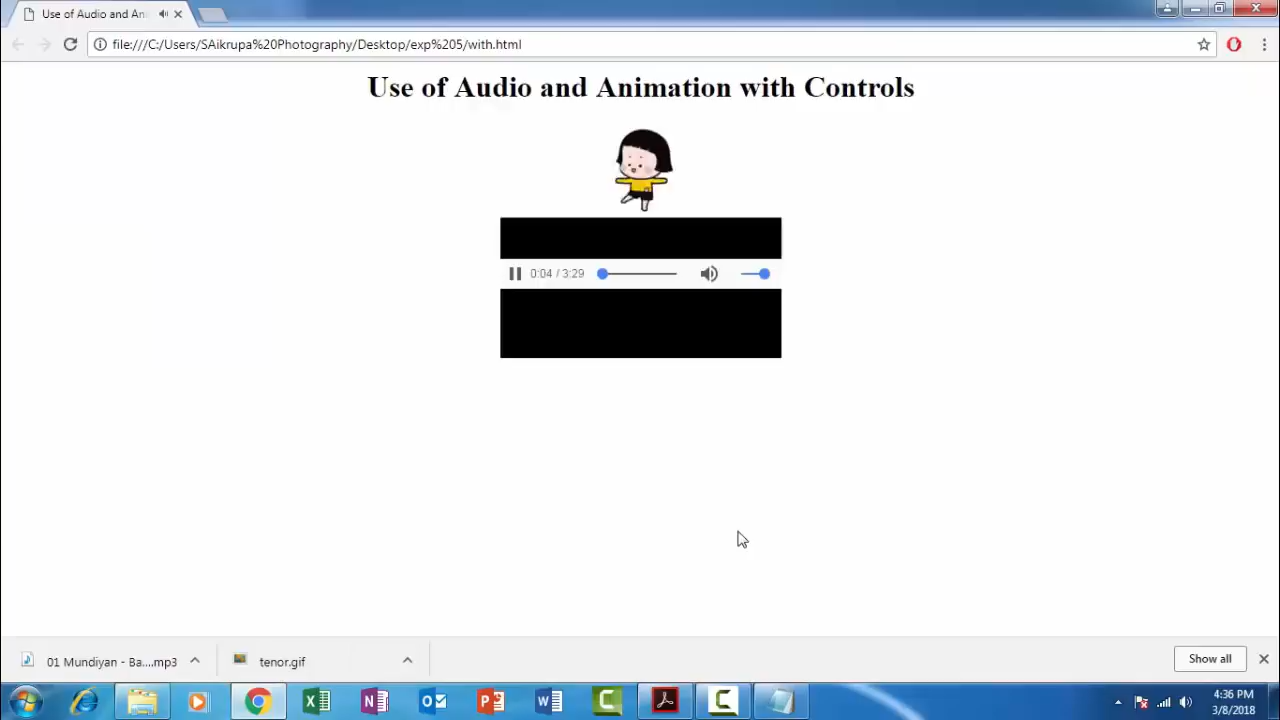 Use of Audio and Ani
file:///C:/Users/SAikrupa%20Photography/Desktop/exp%205/with.html
Use of Audio and Animation with Controls
0:04 / 3:29
01 Mundiyan - Ba....mp3
tenor.gif
Show all
4:36 PM
3/8/2018